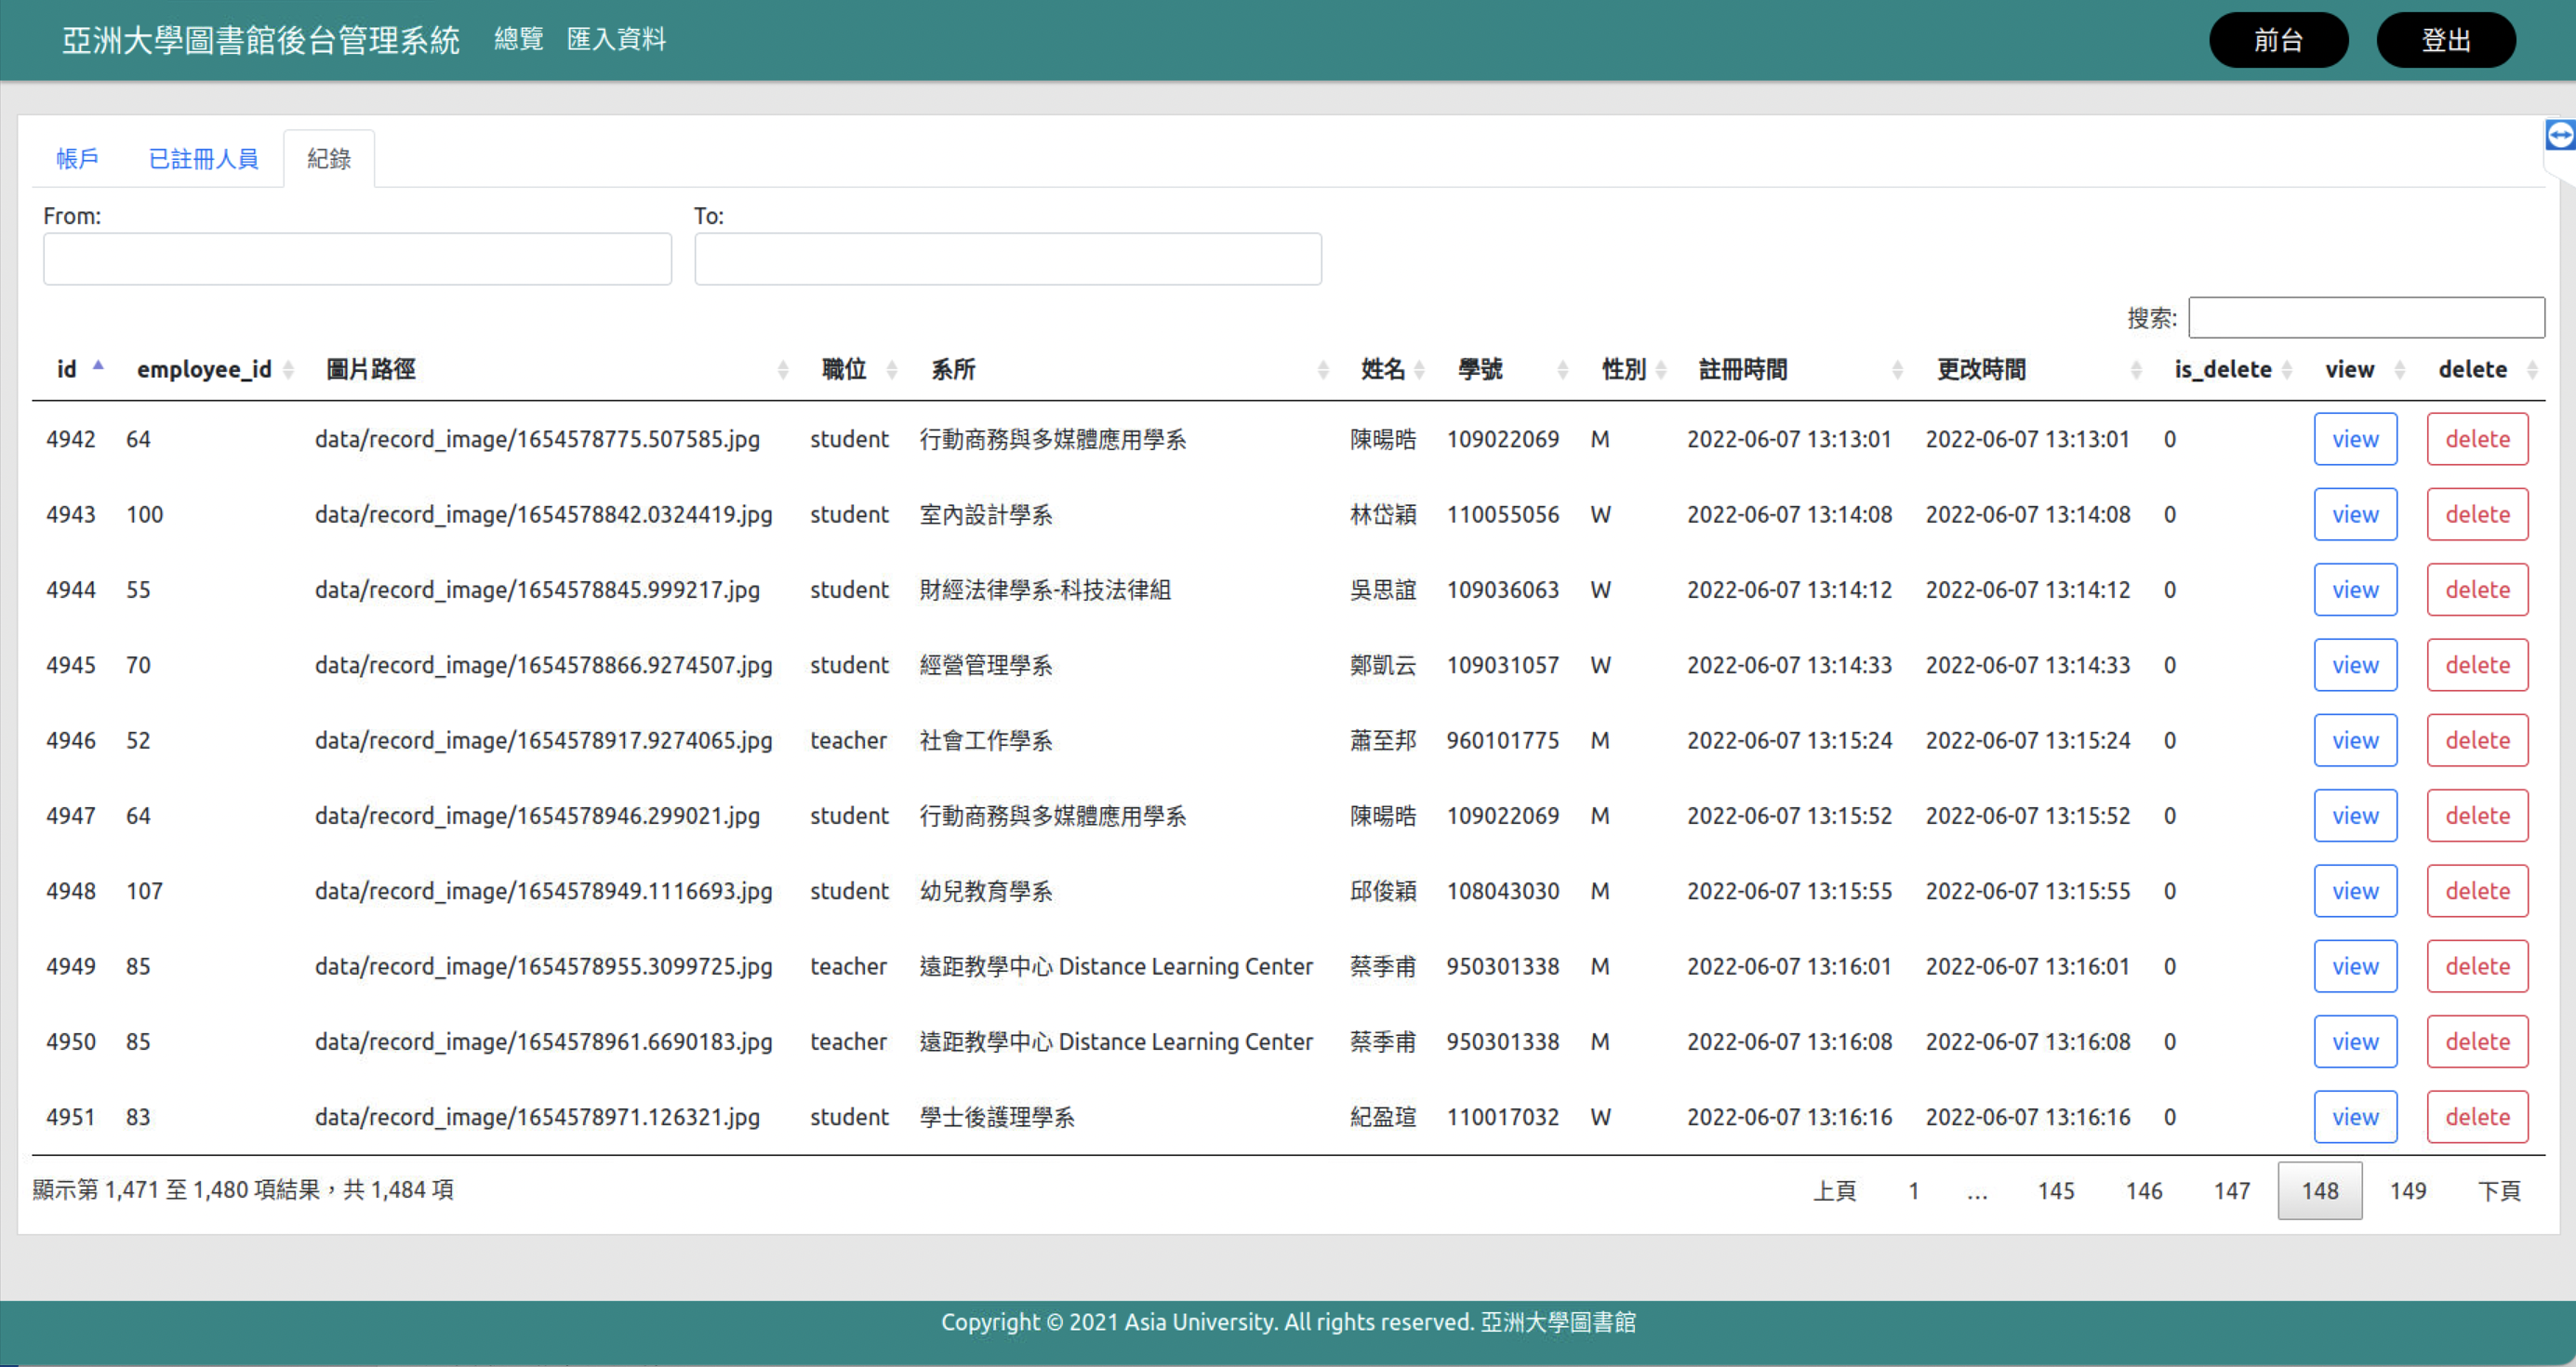 亞洲大學圖書館後台管理系統 總覽 匯入資料 前台 登出
帳戶 已註冊人員 紀錄
From: To:
搜索:
id employee_id 圖片路徑 職位 系所 姓名 學號 性別 註冊時間 更改時間 is_delete view delete
4942 64 data/record_image/1654578775.507585.jpg student 行動商務與多媒體應用學系 陳暘晧 109022069 M 2022-06-07 13:13:01 2022-06-07 13:13:01 0 view delete
4943 100 data/record_image/1654578842.0324419.jpg student 室內設計學系 林岱穎 110055056 W 2022-06-07 13:14:08 2022-06-07 13:14:08 0 view delete
4944 55 data/record_image/1654578845.999217.jpg student 財經法律學系-科技法律組 吳思誼 109036063 W 2022-06-07 13:14:12 2022-06-07 13:14:12 0 view delete
4945 70 data/record_image/1654578866.9274507.jpg student 經營管理學系 鄭凱云 109031057 W 2022-06-07 13:14:33 2022-06-07 13:14:33 0 view delete
4946 52 data/record_image/1654578917.9274065.jpg teacher 社會工作學系 蕭至邦 960101775 M 2022-06-07 13:15:24 2022-06-07 13:15:24 0 view delete
4947 64 data/record_image/1654578946.299021.jpg student 行動商務與多媒體應用學系 陳暘晧 109022069 M 2022-06-07 13:15:52 2022-06-07 13:15:52 0 view delete
4948 107 data/record_image/1654578949.1116693.jpg student 幼兒教育學系 邱俊穎 108043030 M 2022-06-07 13:15:55 2022-06-07 13:15:55 0 view delete
4949 85 data/record_image/1654578955.3099725.jpg teacher 遠距教學中心 Distance Learning Center 蔡季甫 950301338 M 2022-06-07 13:16:01 2022-06-07 13:16:01 0 view delete
4950 85 data/record_image/1654578961.6690183.jpg teacher 遠距教學中心 Distance Learning Center 蔡季甫 950301338 M 2022-06-07 13:16:08 2022-06-07 13:16:08 0 view delete
4951 83 data/record_image/1654578971.126321.jpg student 學士後護理學系 紀盈瑄 110017032 W 2022-06-07 13:16:16 2022-06-07 13:16:16 0 view delete
顯示第 1,471 至 1,480 項結果，共 1,484 項 上頁 1 … 145 146 147 148 149 下頁
Copyright © 2021 Asia University. All rights reserved. 亞洲大學圖書館